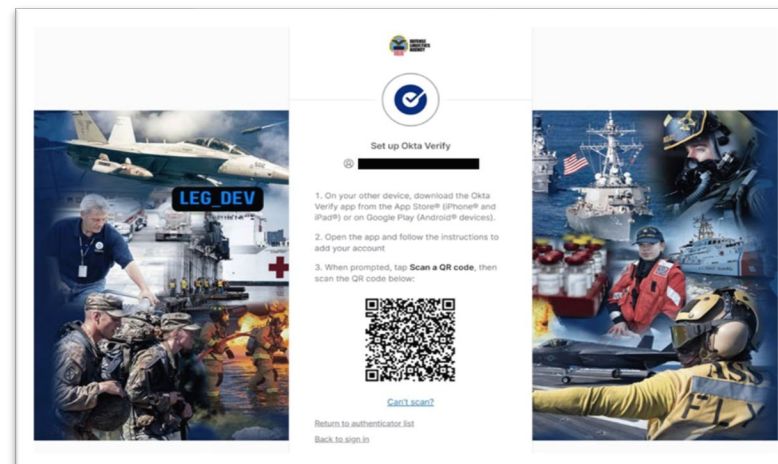 DEFENSE
LOGISTICS
AGENCY
Set up Okta Verify
LEG_DEV
1. On your other device, download the Okta
Verify app from the App Store® (iPhone® and
iPad®) or on Google Play (Android® devices).
2. Open the app and follow the instructions to
add your account
3. When prompted, tap Scan a QR code, then
scan the QR code below:
Can't scan?
Return to authenticator list
Back to sign in